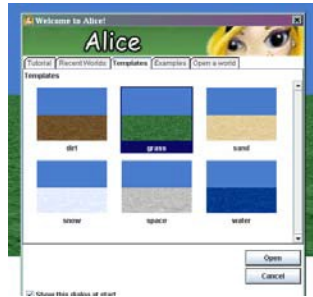 Welcome to Alice!
Alice
Tutorial Recent Worlds Templates Examples Open a world
Templates
dirt grass sand
snow space water
Open
Cancel
Show this dialog at start